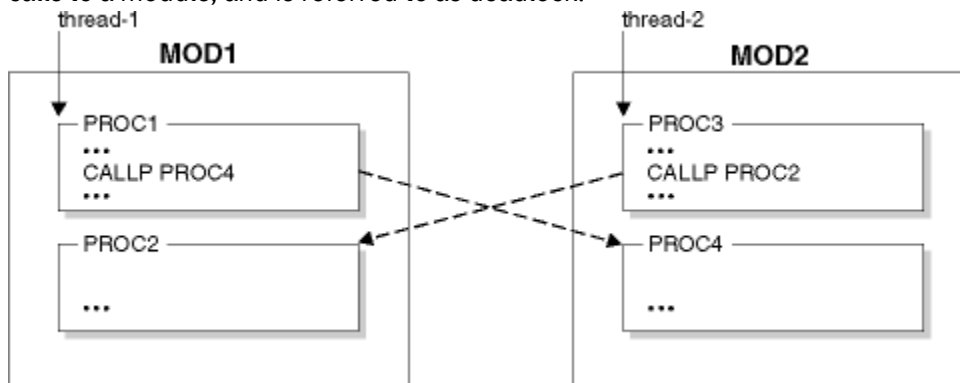 calls to a module, and is referred to as deadlock.
thread-1
thread-2
MOD1
MOD2
PROC1
...
CALLP PROC4
...
PROC3
...
CALLP PROC2
...
PROC2
...
PROC4
...